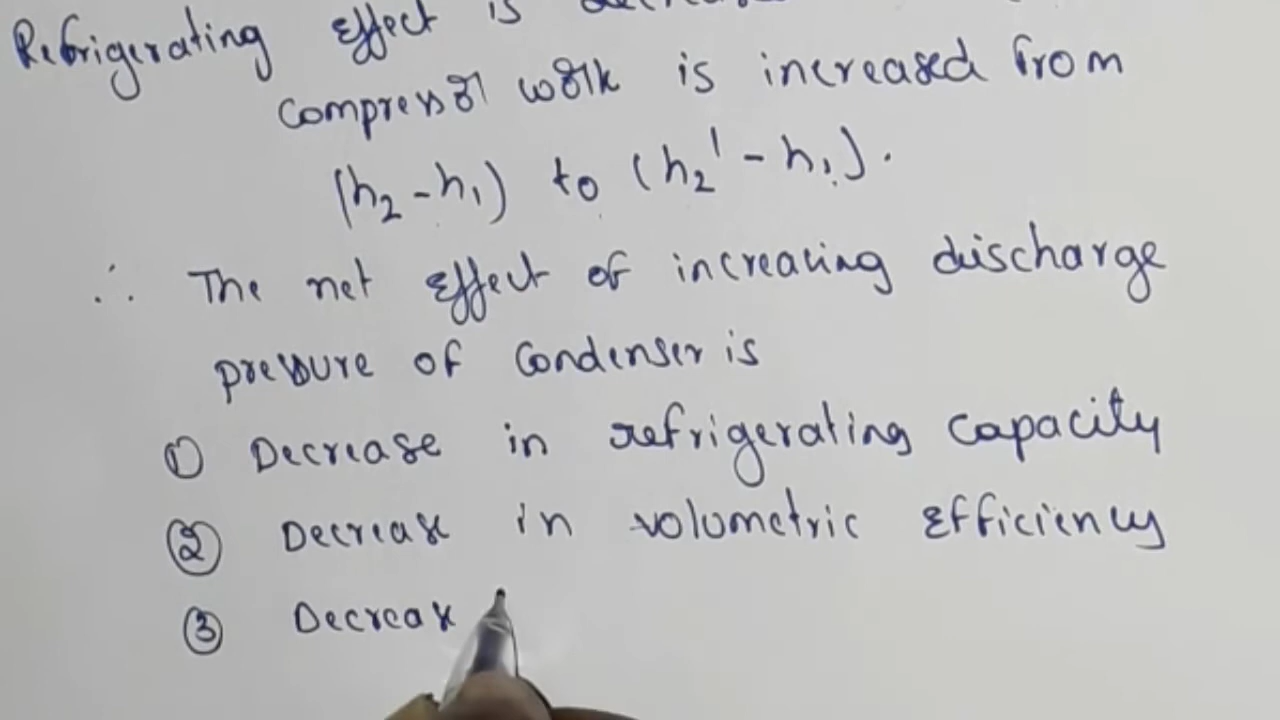 Refrigerating Effect is
compressor work is increased from
(h2 - h1) to (h2' - h1).
∴ The net Effect of increasing discharge
pressure of Condenser is
① Decrease in refrigerating capacity
② Decrease in volumetric Efficiency
③ Decrease